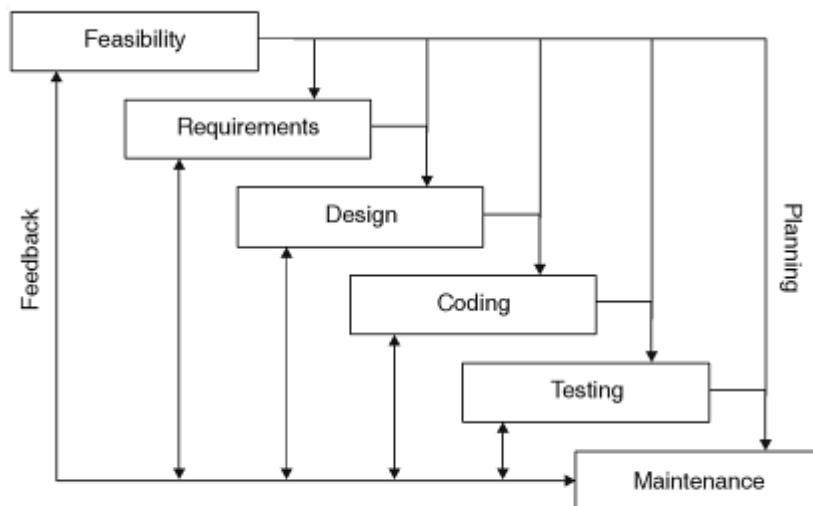 Feasibility
Requirements
Design
Coding
Testing
Maintenance
Feedback
Planning